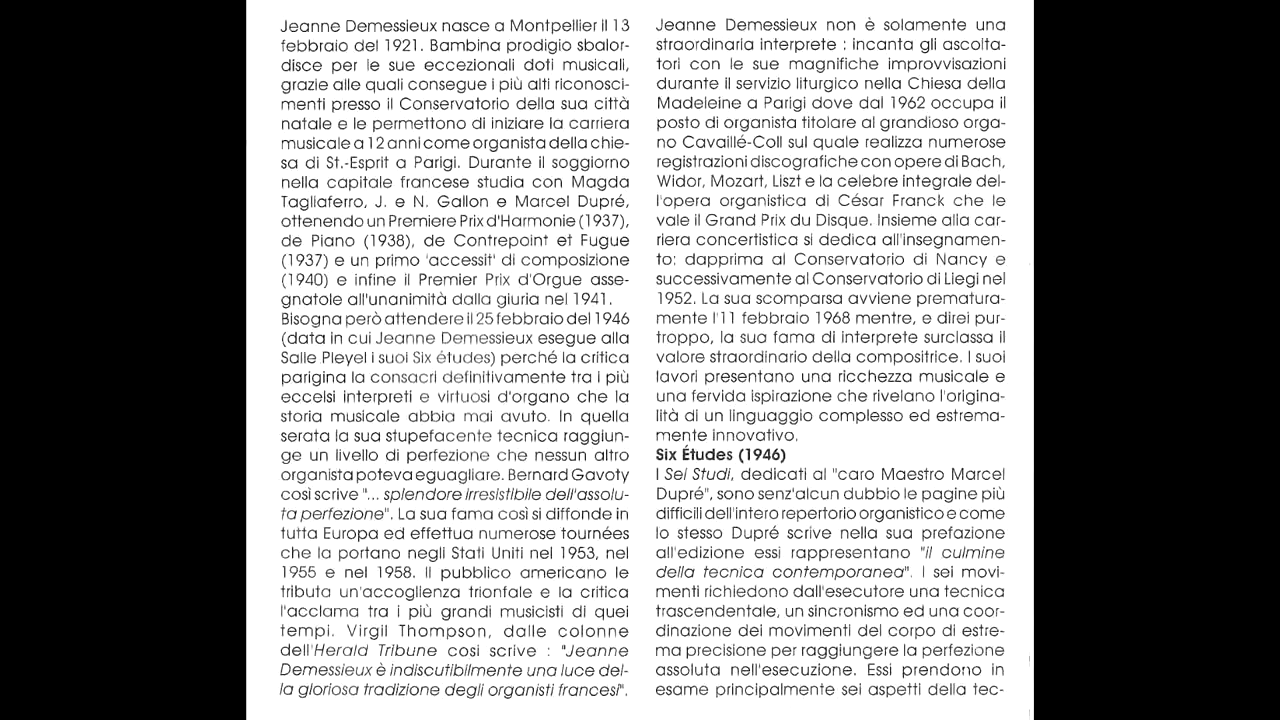 Jeanne Demessieux nasce a Montpellier il 13
febbraio del 1921. Bambina prodigio sbalor-
disce per le sue eccezionali doti musicali,
grazie alle quali consegue i più alti riconosci-
menti presso il Conservatorio della sua città
natale e le permettono di iniziare la carriera
musicale a 12 anni come organista della chie-
sa di St.-Esprit a Parigi. Durante il soggiorno
nella capitale francese studia con Magda
Tagliaferro, J. e N. Gallon e Marcel Dupré,
ottenendo un Premiere Prix d'Harmonie (1937),
de Piano (1938), de Contrepoint et Fugue
(1937) e un primo 'accessit' di composizione
(1940) e infine il Premier Prix d'Orgue asse-
gnatole all'unanimità dalla giuria nel 1941.
Bisogna però attendere il 25 febbraio del 1946
(data in cui Jeanne Demessieux esegue alla
Salle Pleyel i suoi Six études) perché la critica
parigina la consacri definitivamente tra i più
eccelsi interpreti e virtuosi d'organo che la
storia musicale abbia mai avuto. In quella
serata la sua stupefacente tecnica raggiun-
ge un livello di perfezione che nessun altro
organista poteva eguagliare. Bernard Gavoty
così scrive "... splendore irresistibile dell'assolu-
ta perfezione". La sua fama così si diffonde in
tutta Europa ed effettua numerose tournées
che la portano negli Stati Uniti nel 1953, nel
1955 e nel 1958. Il pubblico americano le
tributa un'accoglienza trionfale e la critica
l'acclama tra i più grandi musicisti di quei
tempi. Virgil Thompson, dalle colonne
dell'Herald Tribune così scrive : "Jeanne
Demessieux è indiscutibilmente una luce del-
la gloriosa tradizione degli organisti francesi".
Jeanne Demessieux non è solamente una
straordinaria interprete : incanta gli ascolta-
tori con le sue magnifiche improvvisazioni
durante il servizio liturgico nella Chiesa della
Madeleine a Parigi dove dal 1962 occupa il
posto di organista titolare al grandioso orga-
no Cavaillé-Coll sul quale realizza numerose
registrazioni discografiche con opere di Bach,
Widor, Mozart, Liszt e la celebre integrale del-
l'opera organistica di César Franck che le
vale il Grand Prix du Disque. Insieme alla car-
riera concertistica si dedica all'insegnamen-
to: dapprima al Conservatorio di Nancy e
successivamente al Conservatorio di Liegi nel
1952. La sua scomparsa avviene prematura-
mente l'11 febbraio 1968 mentre, e direi pur-
troppo, la sua fama di interprete surclassa il
valore straordinario della compositrice. I suoi
lavori presentano una ricchezza musicale e
una fervida ispirazione che rivelano l'origina-
lità di un linguaggio complesso ed estrema-
mente innovativo.
Six Études (1946)
I Sei Studi, dedicati al "caro Maestro Marcel
Dupré", sono senz'alcun dubbio le pagine più
difficili dell'intero repertorio organistico e come
lo stesso Dupré scrive nella sua prefazione
all'edizione essi rappresentano "il culmine
della tecnica contemporanea". I sei movi-
menti richiedono dall'esecutore una tecnica
trascendentale, un sincronismo ed una coor-
dinazione dei movimenti del corpo di estre-
ma precisione per raggiungere la perfezione
assoluta nell'esecuzione. Essi prendono in
esame principalmente sei aspetti della tec-